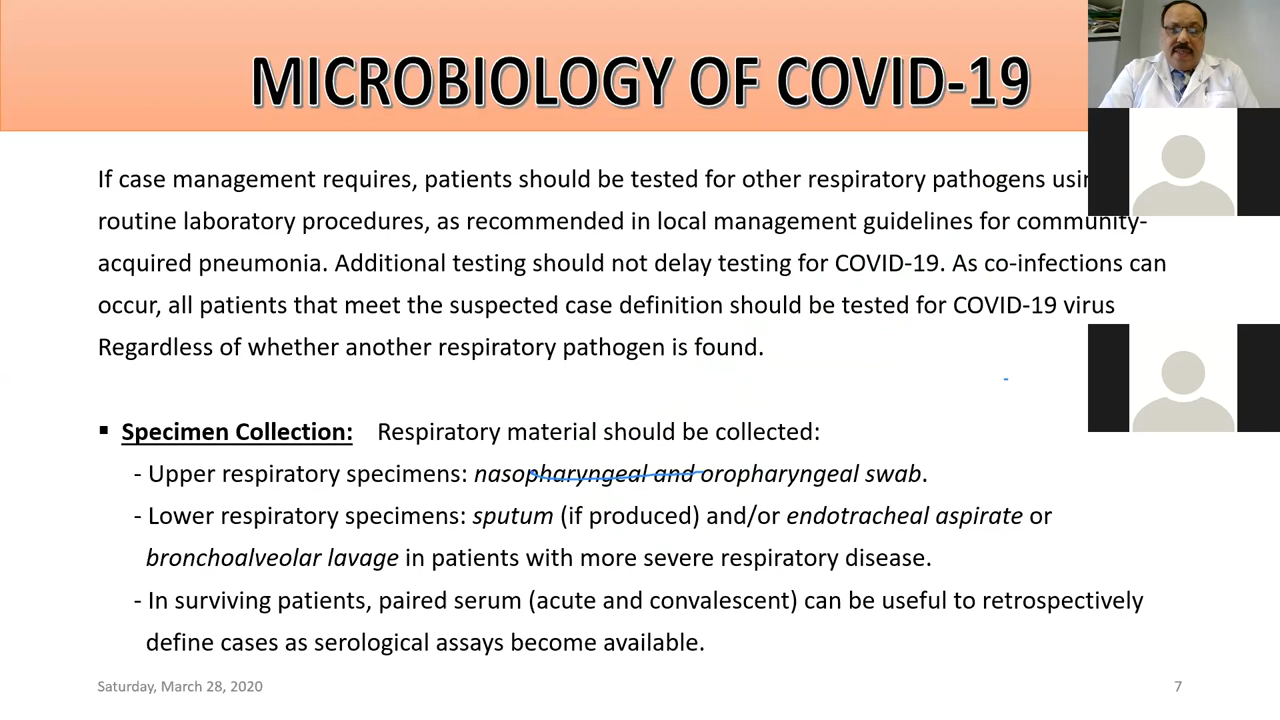 MICROBIOLOGY OF COVID-19
If case management requires, patients should be tested for other respiratory pathogens
routine laboratory procedures, as recommended in local management guidelines for community-
acquired pneumonia. Additional testing should not delay testing for COVID-19. As co-infections can
occur, all patients that meet the suspected case definition should be tested for COVID-19 virus
Regardless of whether another respiratory pathogen is found.
▪ Specimen Collection: Respiratory material should be collected:
- Upper respiratory specimens: nasopharyngeal and oropharyngeal swab.
- Lower respiratory specimens: sputum (if produced) and/or endotracheal aspirate or
bronchoalveolar lavage in patients with more severe respiratory disease.
- In surviving patients, paired serum (acute and convalescent) can be useful to retrospectively
define cases as serological assays become available.
Saturday, March 28, 2020
7